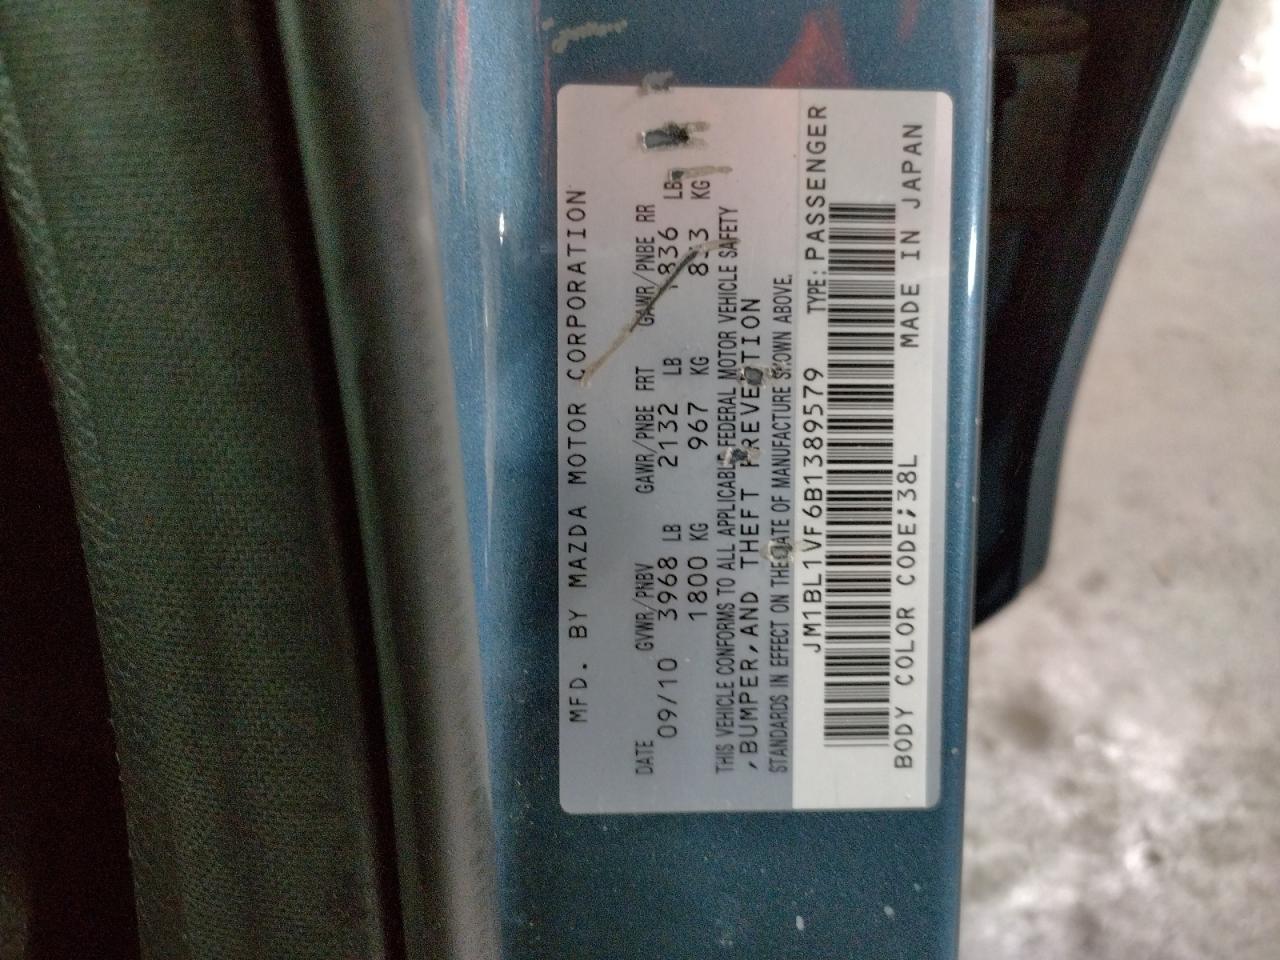 MFD. BY MAZDA MOTOR CORPORATION
DATE GVWR/PNBV GAWR/PNBE FRT GAWR/PNBE RR
09/10 3968 LB 2132 LB 1836 LB
1800 KG 967 KG 833 KG
THIS VEHICLE CONFORMS TO ALL APPLICABLE FEDERAL MOTOR VEHICLE SAFETY
,BUMPER,AND THEFT PREVENTION
STANDARDS IN EFFECT ON THE DATE OF MANUFACTURE SHOWN ABOVE.
JM1BL1VF6B1389579 TYPE: PASSENGER
BODY COLOR CODE;38L MADE IN JAPAN